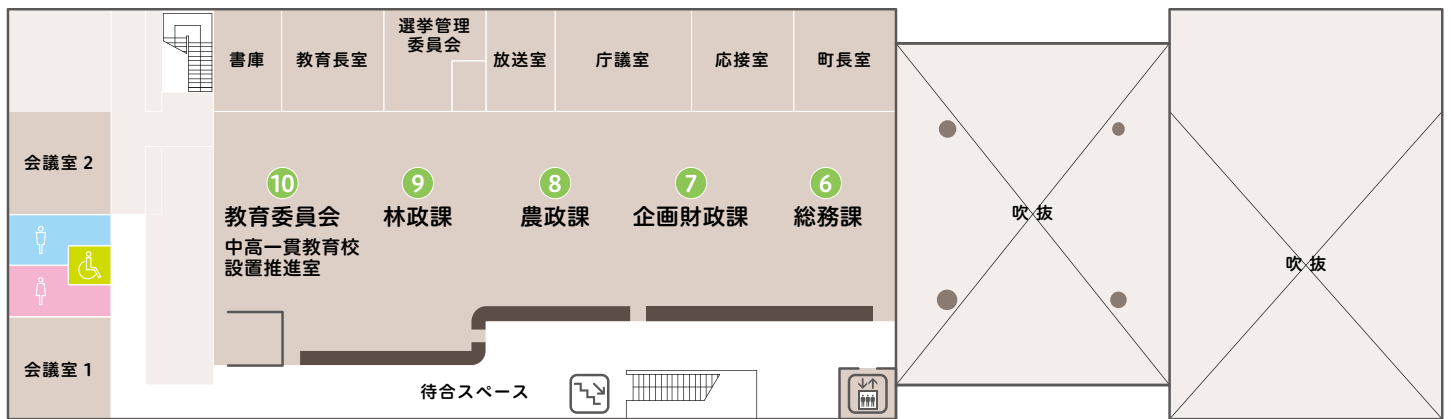 書庫
教育長室
選挙管理
委員会
放送室
庁議室
応接室
町長室
会議室 2
10
教育委員会
中高一貫教育校
設置推進室
9
林政課
8
農政課
7
企画財政課
6
総務課
吹 抜
吹 抜
会議室 1
待合スペース